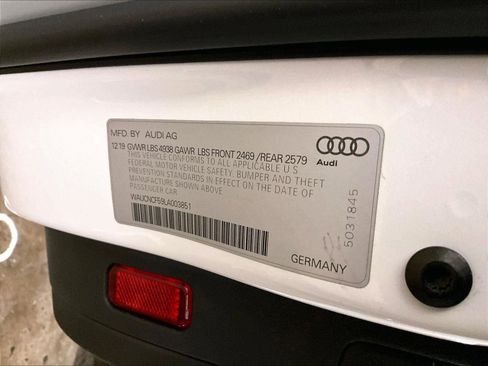 MFD. BY AUDI AG
12.19 GVWR LBS 4938 GAWR LBS FRONT 2469 / REAR 2579
THIS VEHICLE CONFORMS TO ALL APPLICABLE U S
FEDERAL MOTOR VEHICLE SAFETY, BUMPER AND THEFT
PREVENTION STANDARDS IN EFFECT ON THE DATE OF
MANUFACTURE SHOWN ABOVE.
PASSENGER CAR
WAUCNCF59LA003851
Audi
5031845
GERMANY